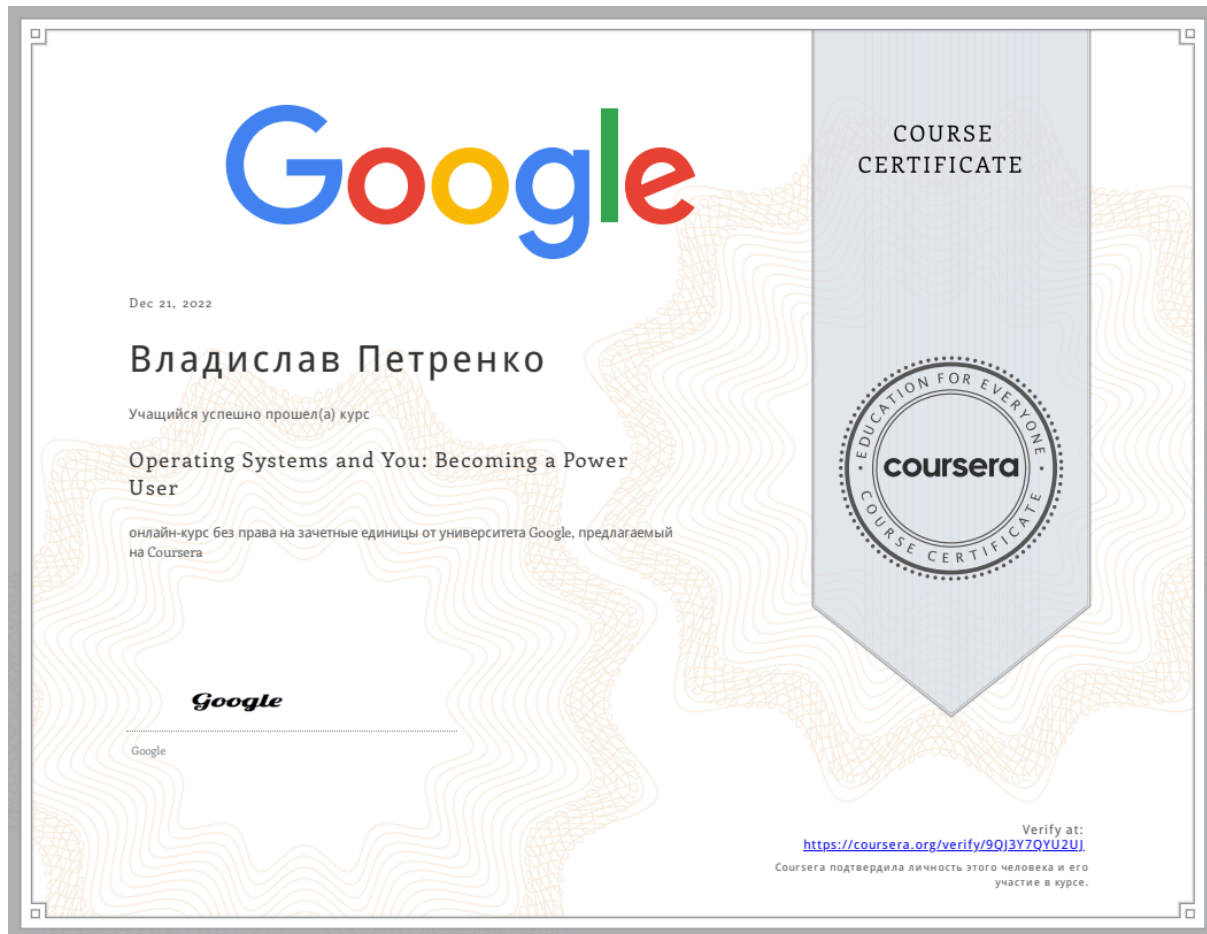 Google
COURSE
CERTIFICATE
Dec 21, 2022
Владислав Петренко
Учащийся успешно прошел(а) курс
Operating Systems and You: Becoming a Power
User
онлайн-курс без права на зачетные единицы от университета Google, предлагаемый
на Coursera
EDUCATION FOR EVERYONE
coursera
COURSE CERTIFICATE
Google
Google
Verify at:
https://coursera.org/verify/9QJ3Y7QYU2UJ
Coursera подтвердила личность этого человека и его
участие в курсе.